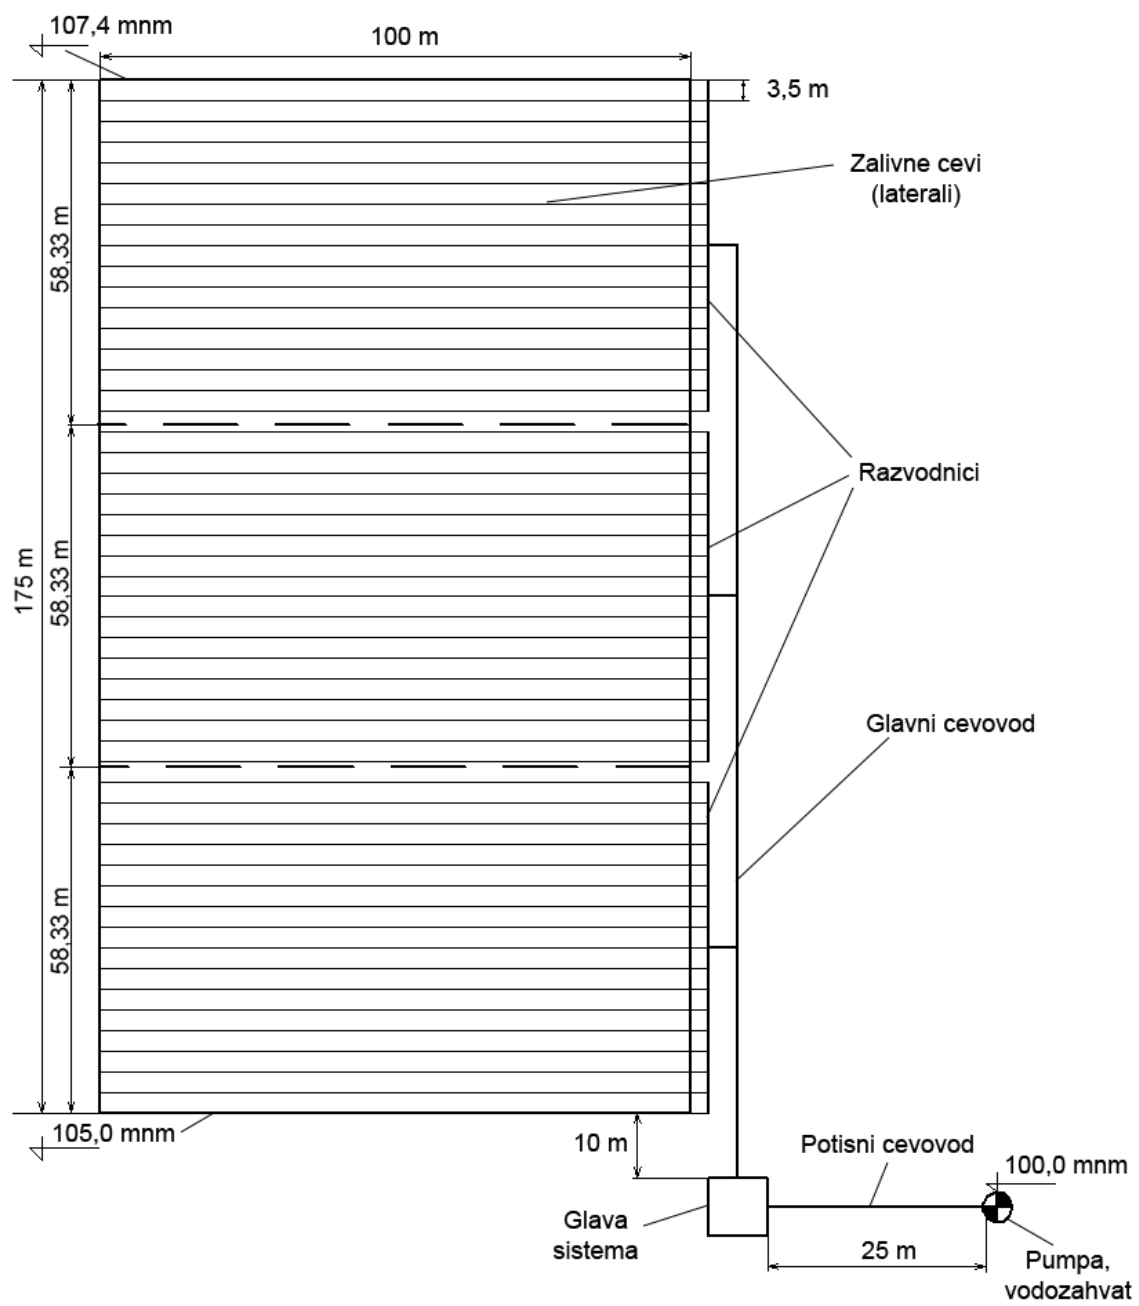 107,4 mnm
100 m
3,5 m
Zalivne cevi
(laterali)
58,33 m
Razvodnici
175 m
58,33 m
Glavni cevovod
58,33 m
105,0 mnm
10 m
Potisni cevovod
100,0 mnm
Glava
sistema
25 m
Pumpa,
vodozahvat